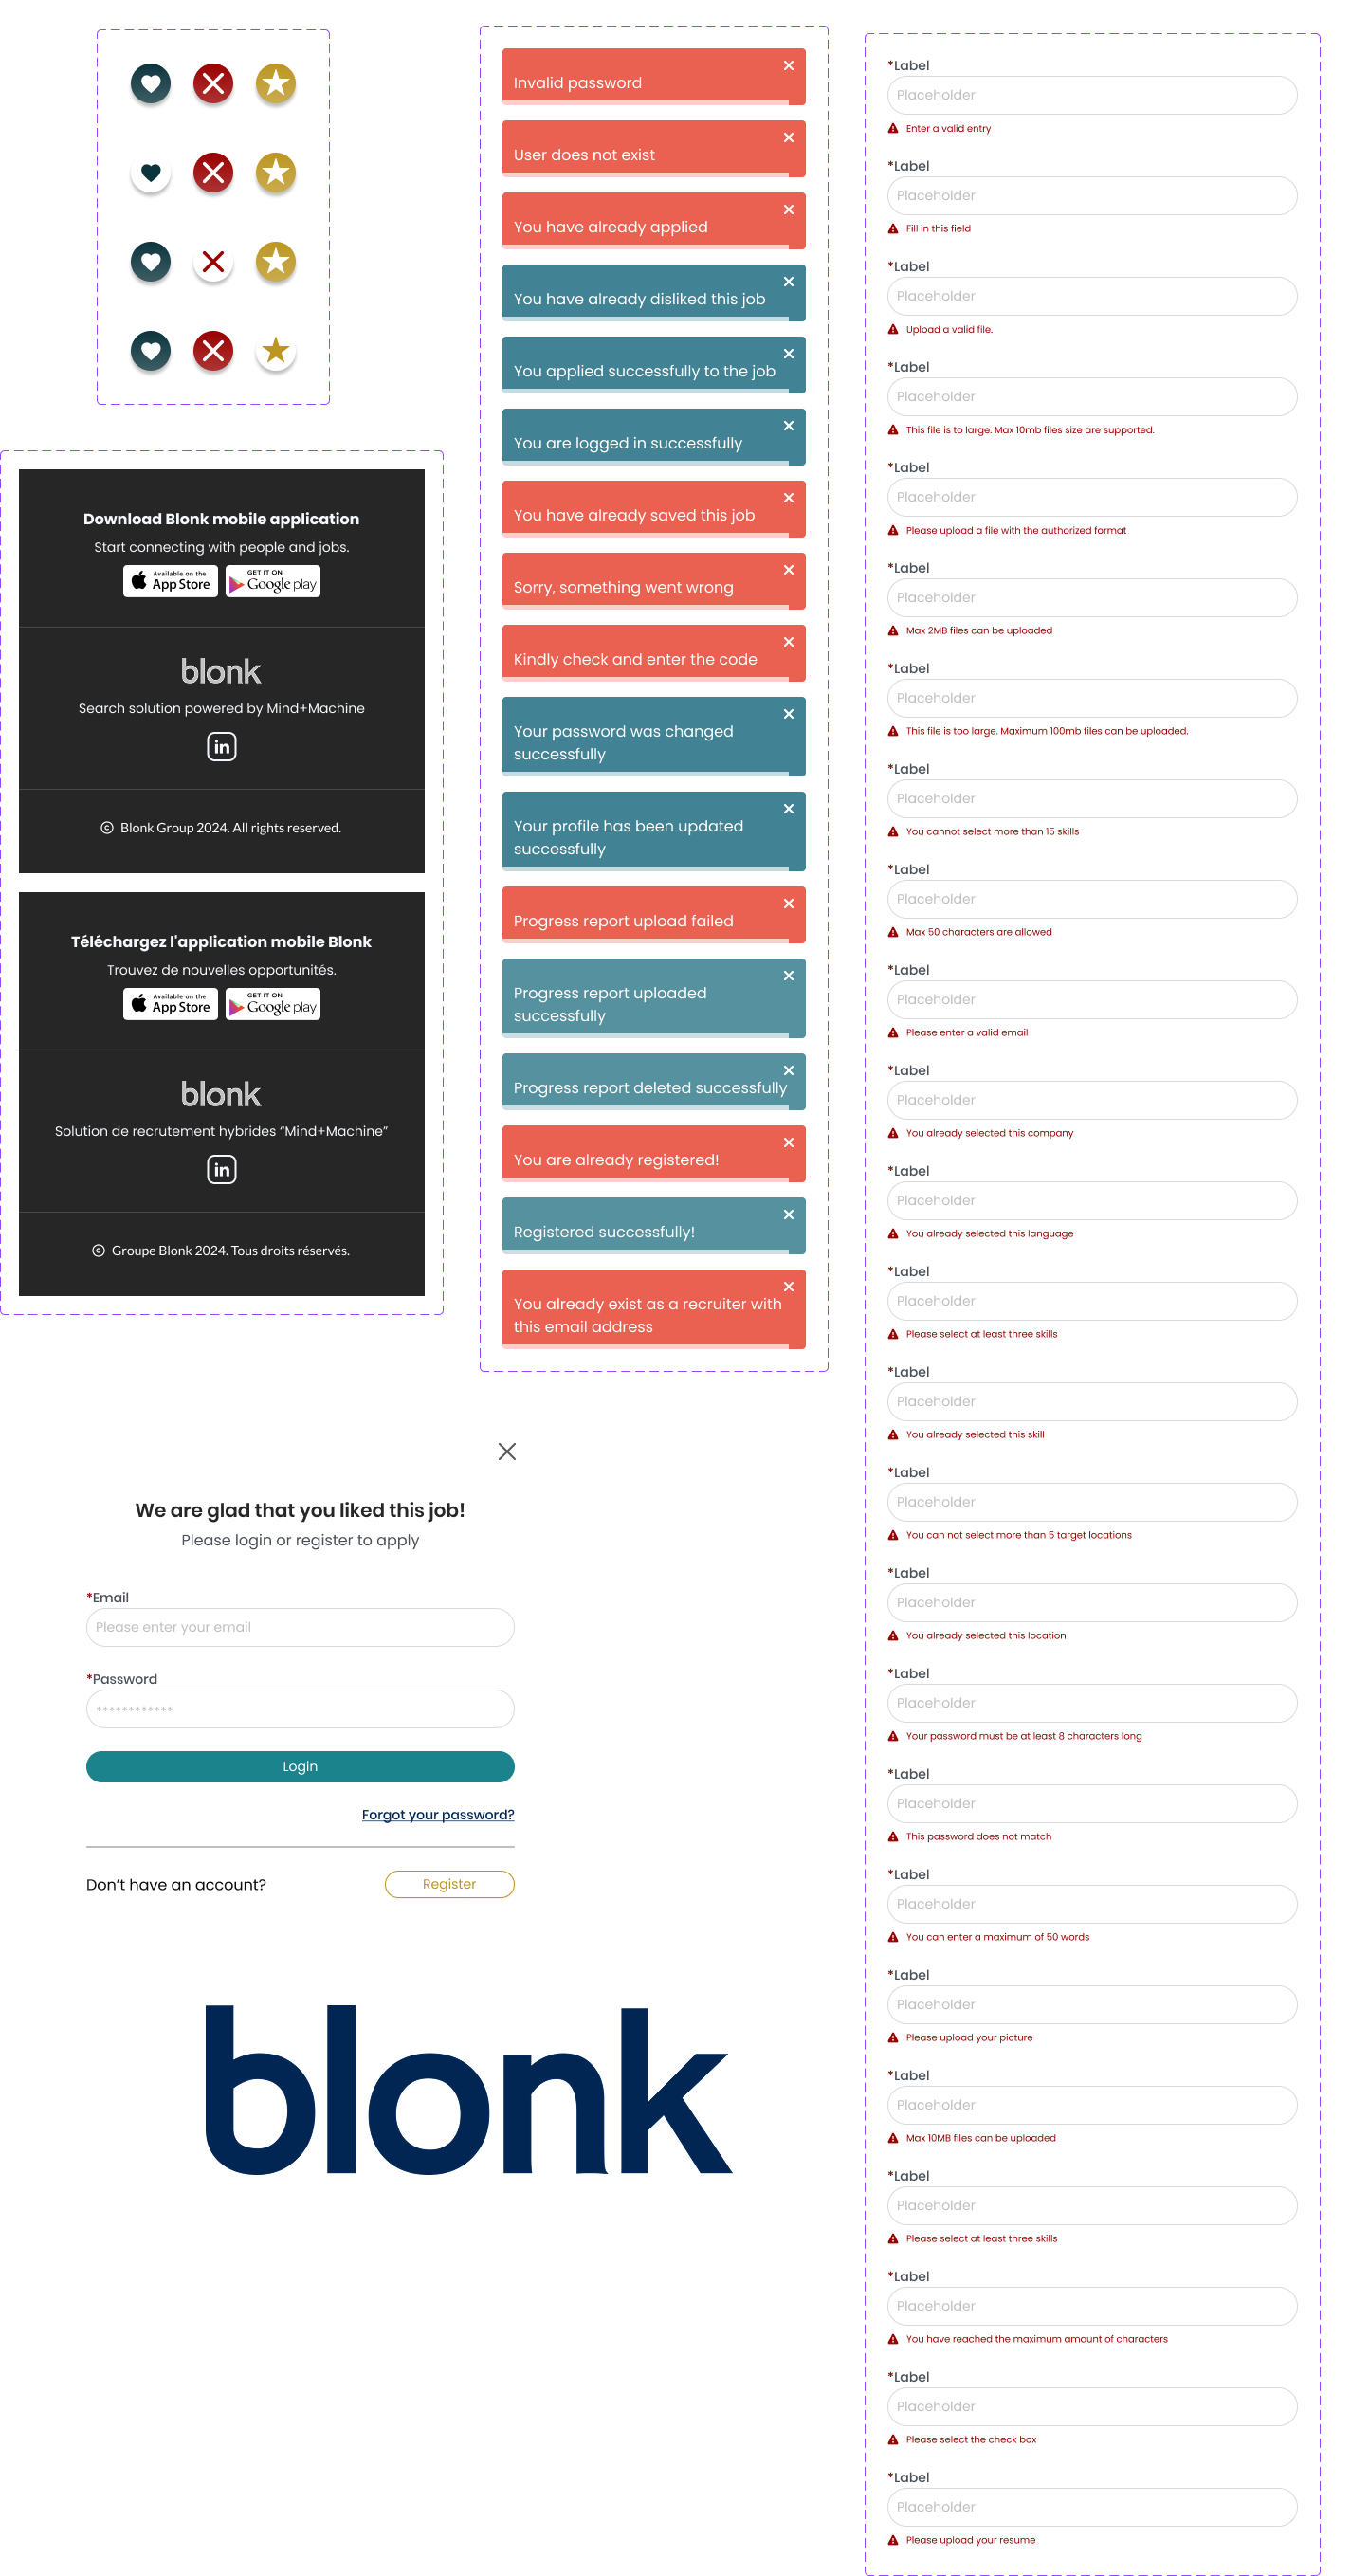 Download Blonk mobile application
Start connecting with people and jobs.
Available on the
App Store
GET IT ON
Google play
blonk
Search solution powered by Mind+Machine
in
© Blonk Group 2024. All rights reserved.
Téléchargez l'application mobile Blonk
Trouvez de nouvelles opportunités.
Available on the
App Store
GET IT ON
Google play
blonk
Solution de recrutement hybrides “Mind+Machine”
in
© Groupe Blonk 2024. Tous droits réservés.
Invalid password
User does not exist
You have already applied
You have already disliked this job
You applied successfully to the job
You are logged in successfully
You have already saved this job
Sorry, something went wrong
Kindly check and enter the code
Your password was changed
successfully
Your profile has been updated
successfully
Progress report upload failed
Progress report uploaded
successfully
Progress report deleted successfully
You are already registered!
Registered successfully!
You already exist as a recruiter with
this email address
We are glad that you liked this job!
Please login or register to apply
*Email
Please enter your email
*Password
************
Login
Forgot your password?
Don’t have an account?
Register
blonk
*Label
Placeholder
Enter a valid entry
*Label
Placeholder
Fill in this field
*Label
Placeholder
Upload a valid file.
*Label
Placeholder
This file is to large. Max 10mb files size are supported.
*Label
Placeholder
Please upload a file with the authorized format
*Label
Placeholder
Max 2MB files can be uploaded
*Label
Placeholder
This file is too large. Maximum 100mb files can be uploaded.
*Label
Placeholder
You cannot select more than 15 skills
*Label
Placeholder
Max 50 characters are allowed
*Label
Placeholder
Please enter a valid email
*Label
Placeholder
You already selected this company
*Label
Placeholder
You already selected this language
*Label
Placeholder
Please select at least three skills
*Label
Placeholder
You already selected this skill
*Label
Placeholder
You can not select more than 5 target locations
*Label
Placeholder
You already selected this location
*Label
Placeholder
Your password must be at least 8 characters long
*Label
Placeholder
This password does not match
*Label
Placeholder
You can enter a maximum of 50 words
*Label
Placeholder
Please upload your picture
*Label
Placeholder
Max 10MB files can be uploaded
*Label
Placeholder
Please select at least three skills
*Label
Placeholder
You have reached the maximum amount of characters
*Label
Placeholder
Please select the check box
*Label
Placeholder
Please upload your resume